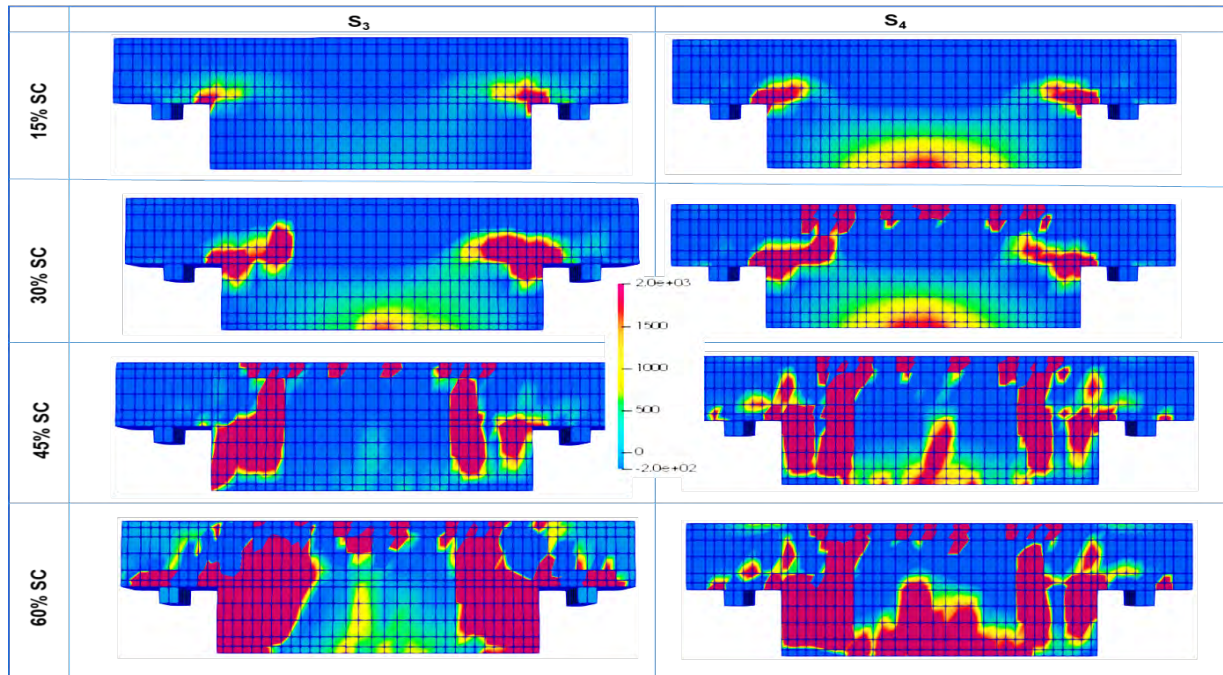 S₃ S₄
15% SC
30% SC
2.0e+03
1500
1000
500
0
-2.0e+02
45% SC
60% SC